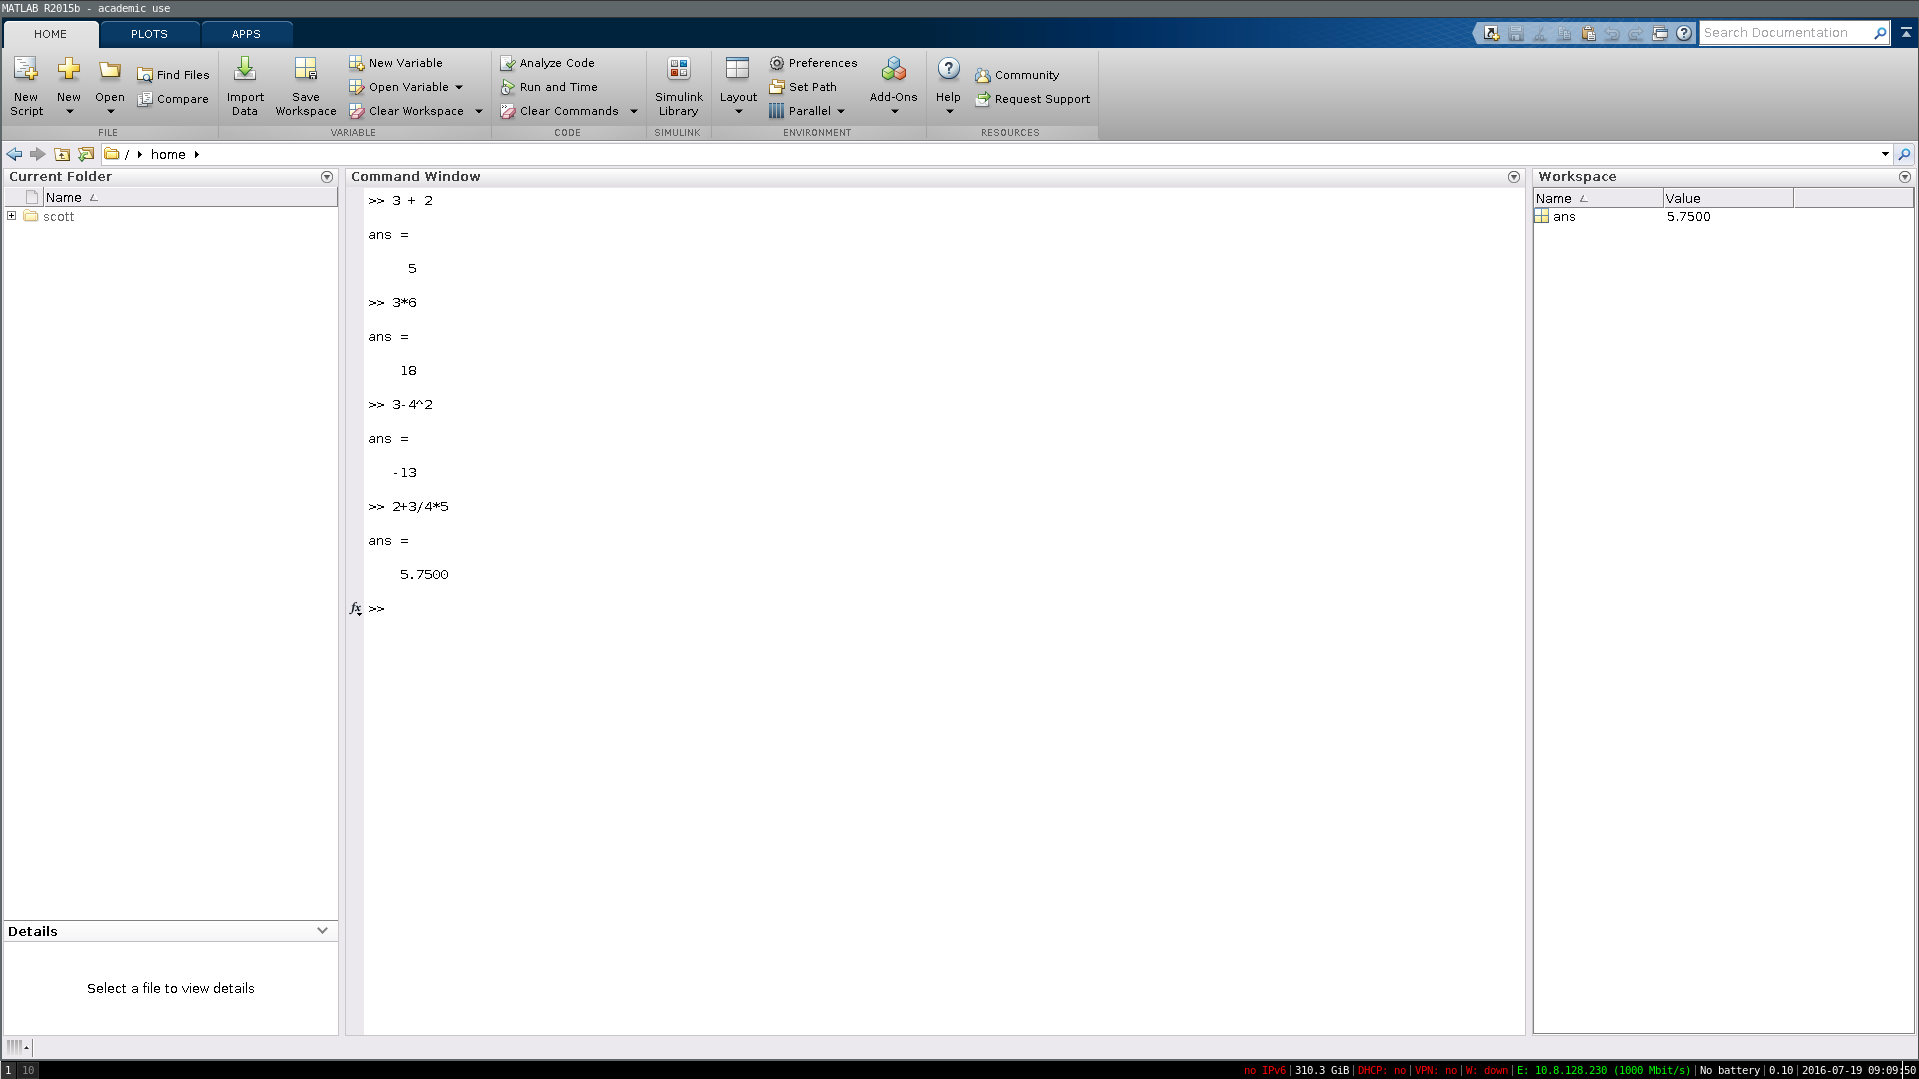 MATLAB R2015b - academic use
HOME PLOTS APPS
Search Documentation
New Script
New
Open
Find Files
Compare
FILE
Import Data
Save Workspace
New Variable
Open Variable
Clear Workspace
VARIABLE
Analyze Code
Run and Time
Clear Commands
CODE
Simulink Library
SIMULINK
Layout
Preferences
Set Path
Parallel
Add-Ons
ENVIRONMENT
Help
Community
Request Support
RESOURCES
/ home
Current Folder
Name
scott
Details
Select a file to view details
Command Window
>> 3 + 2
ans =
5
>> 3*6
ans =
18
>> 3-4^2
ans =
-13
>> 2+3/4*5
ans =
5.7500
fx >>
Workspace
Name Value
ans 5.7500
1 10
no IPv6|310.3 GiB|DHCP: no|VPN: no|W: down|E: 10.8.128.230 (1000 Mbit/s)|No battery|0.10|2016-07-19 09:09:50